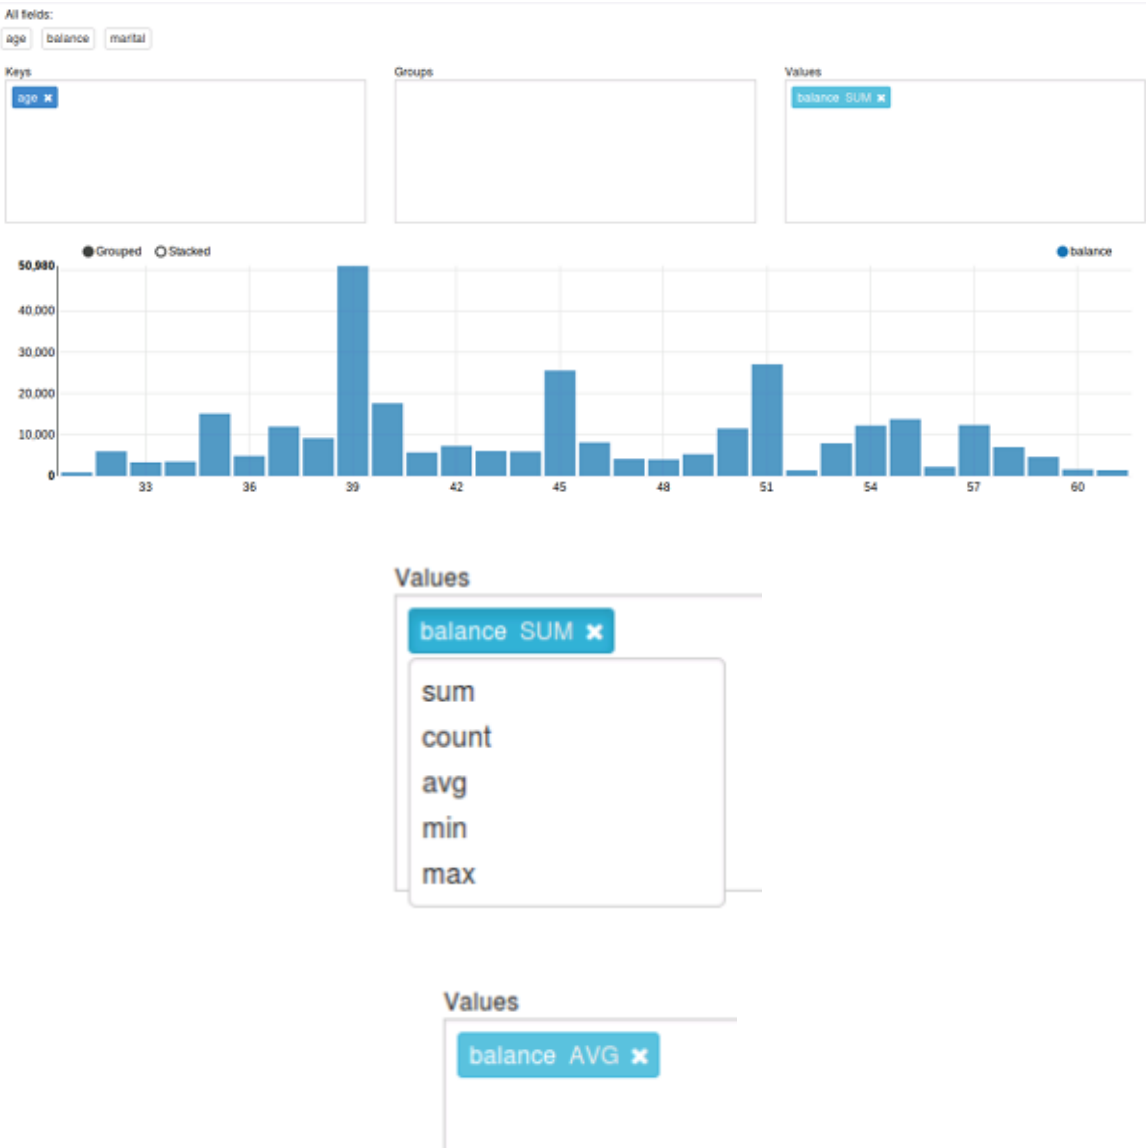 All fields:
age balance marital
Keys Groups Values
age ✖ balance SUM ✖
Grouped Stacked balance
50,980
40,000
30,000
20,000
10,000
0
33 36 39 42 45 48 51 54 57 60
Values
balance SUM ✖
sum
count
avg
min
max
Values
balance AVG ✖